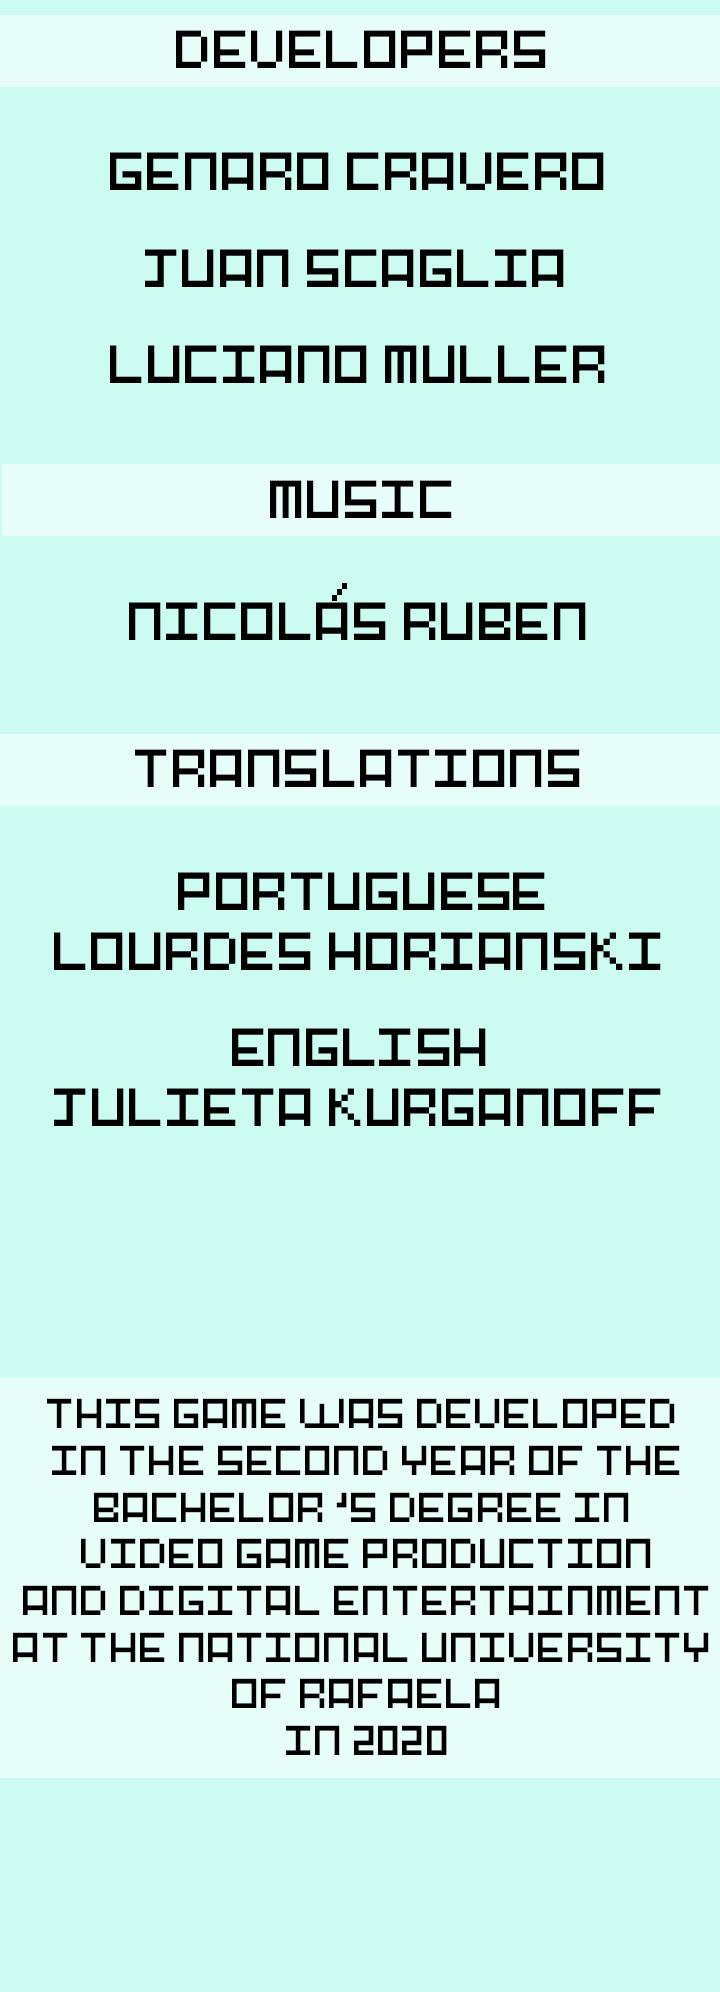 DEVELOPERS
GENARO CRAVERO
JUAN SCAGLIA
LUCIANO MULLER
MUSIC
NICOLÁS RUBEN
TRANSLATIONS
PORTUGUESE
LOURDES HORIANSKI
ENGLISH
JULIETA KURGANOFF
THIS GAME WAS DEVELOPED
IN THE SECOND YEAR OF THE
BACHELOR 'S DEGREE IN
VIDEO GAME PRODUCTION
AND DIGITAL ENTERTAINMENT
AT THE NATIONAL UNIVERSITY
OF RAFAELA
IN 2020